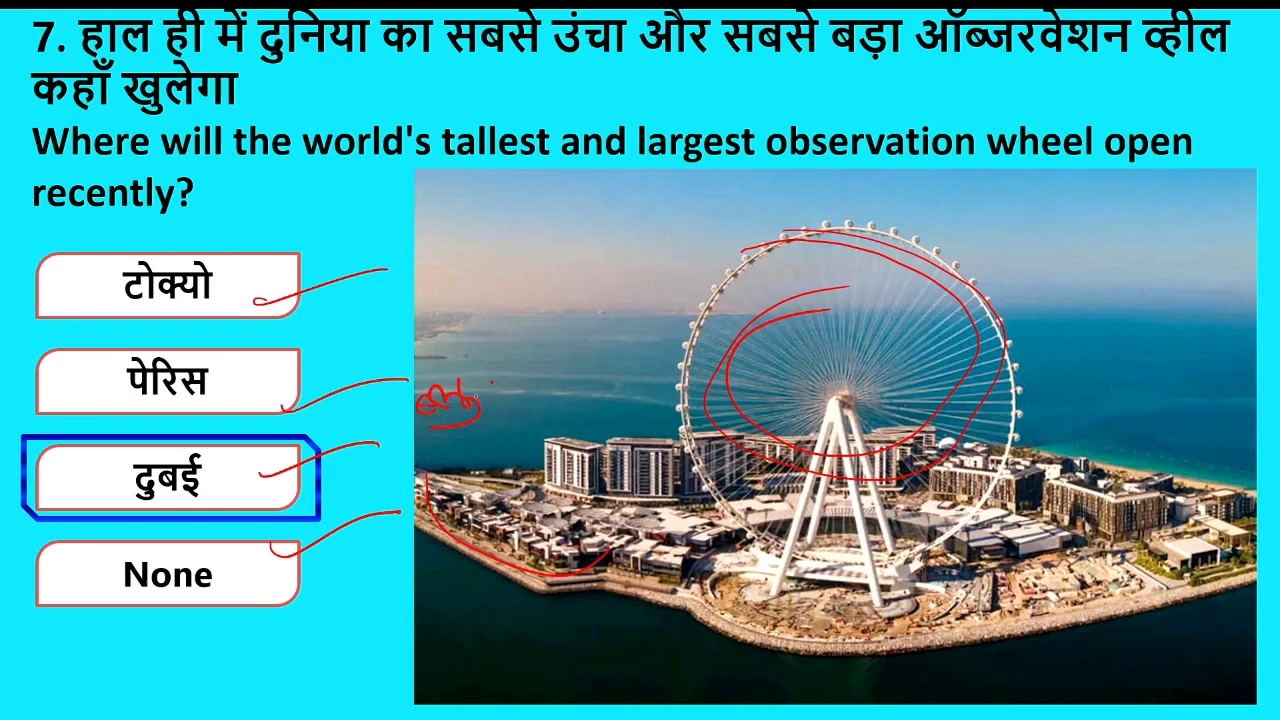 7. हाल ही में दुनिया का सबसे उंचा और सबसे बड़ा ऑब्जरवेशन व्हील
कहाँ खुलेगा
Where will the world's tallest and largest observation wheel open
recently?
टोक्यो
पेरिस
दुबई
None